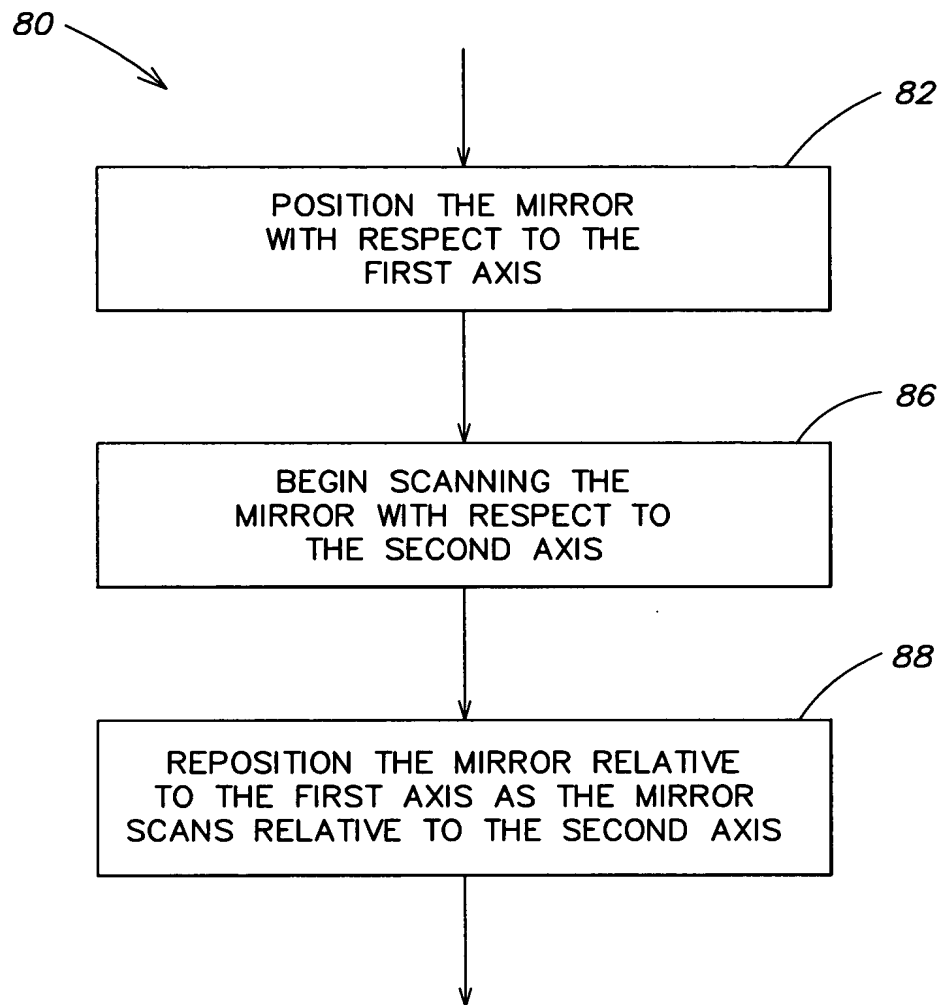 80
82
POSITION THE MIRROR
WITH RESPECT TO THE
FIRST AXIS
86
BEGIN SCANNING THE
MIRROR WITH RESPECT TO
THE SECOND AXIS
88
REPOSITION THE MIRROR RELATIVE
TO THE FIRST AXIS AS THE MIRROR
SCANS RELATIVE TO THE SECOND AXIS